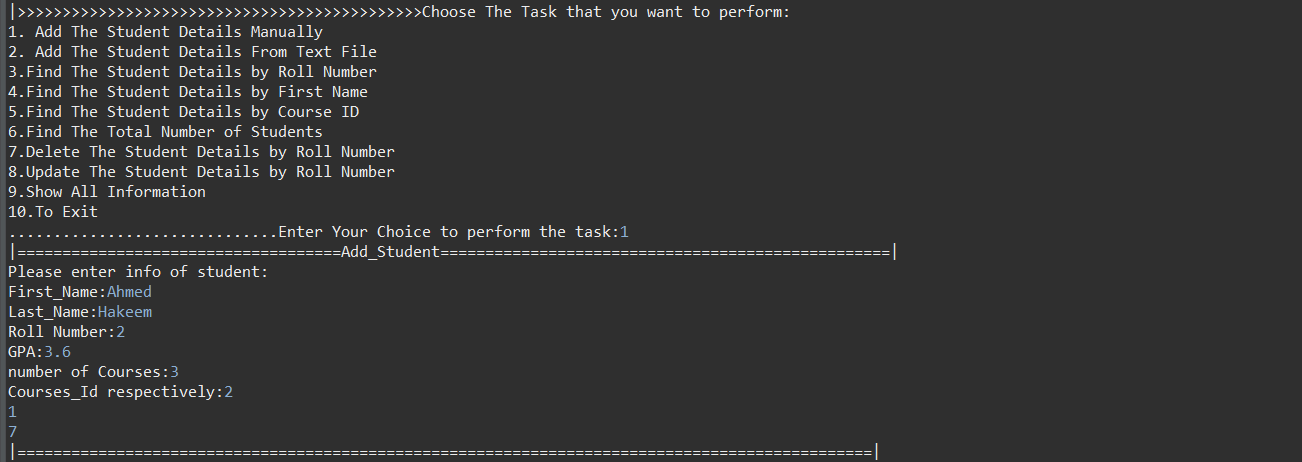 |>>>>>>>>>>>>>>>>>>>>>>>>>>>>>>>>>>>>>>>>>>>>>Choose The Task that you want to perform:
1. Add The Student Details Manually
2. Add The Student Details From Text File
3.Find The Student Details by Roll Number
4.Find The Student Details by First Name
5.Find The Student Details by Course ID
6.Find The Total Number of Students
7.Delete The Student Details by Roll Number
8.Update The Student Details by Roll Number
9.Show All Information
10.To Exit
..............................Enter Your Choice to perform the task:1
|====================================Add_Student==================================================|
Please enter info of student:
First_Name:Ahmed
Last_Name:Hakeem
Roll Number:2
GPA:3.6
number of Courses:3
Courses_Id respectively:2
1
7
|===============================================================================================|